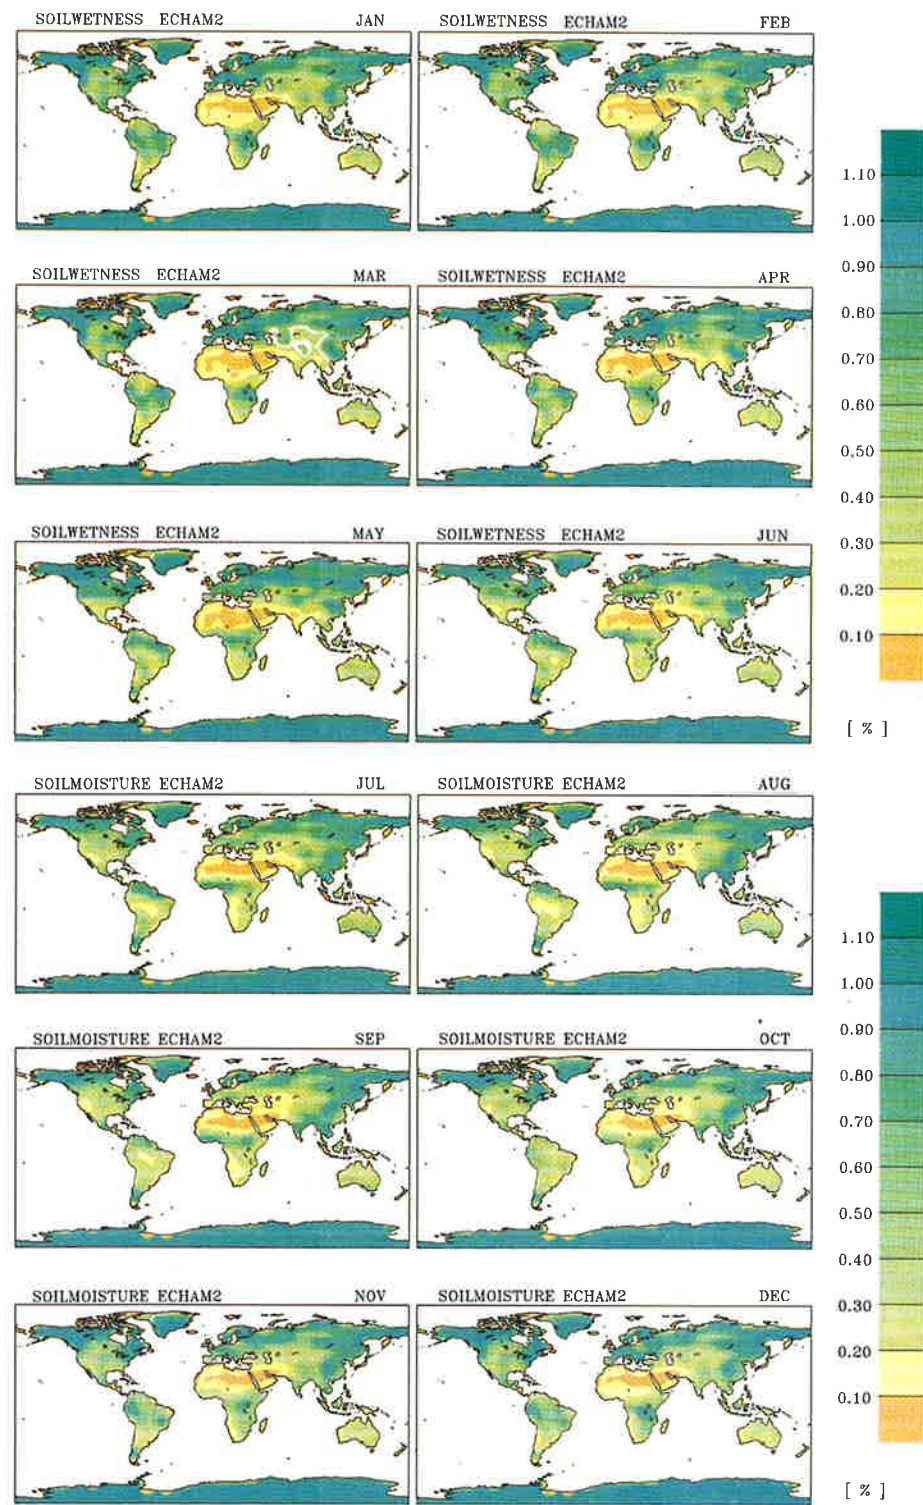 SOILWETNESS ECHAM2 JAN
SOILWETNESS ECHAM2 FEB
1.10
1.00
0.90
0.80
0.70
0.60
0.50
0.40
0.30
0.20
0.10
[ % ]
SOILWETNESS ECHAM2 MAR
SOILWETNESS ECHAM2 APR
SOILWETNESS ECHAM2 MAY
SOILWETNESS ECHAM2 JUN
SOILMOISTURE ECHAM2 JUL
SOILMOISTURE ECHAM2 AUG
1.10
1.00
0.90
0.80
0.70
0.60
0.50
0.40
0.30
0.20
0.10
[ % ]
SOILMOISTURE ECHAM2 SEP
SOILMOISTURE ECHAM2 OCT
SOILMOISTURE ECHAM2 NOV
SOILMOISTURE ECHAM2 DEC